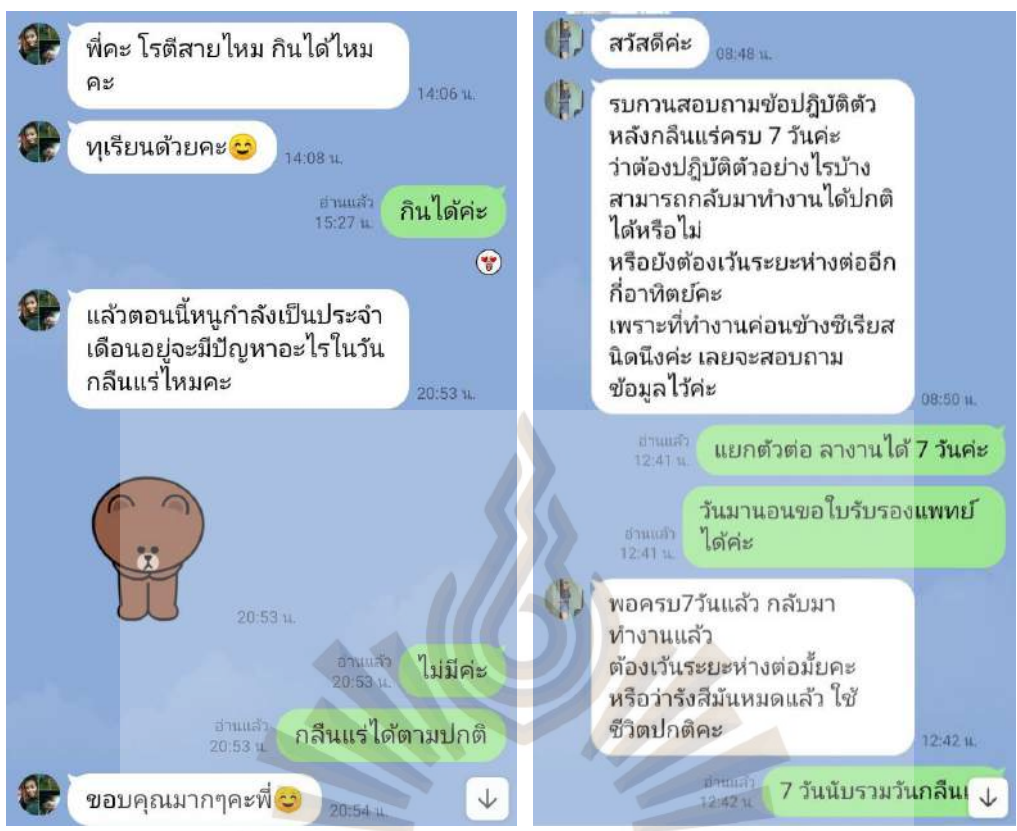 พี่คะ โรตีสายไหม กินได้ไหม
คะ
14:06 น.
ทุเรียนด้วยคะ😊
14:08 น.
อ่านแล้ว
15:27 น.
กินได้ค่ะ
แล้วตอนนี้หนูกำลังเป็นประจำ
เดือนอยู่จะมีปัญหาอะไรในวัน
กลืนแร่ไหมคะ
20:53 น.
20:53 น.
อ่านแล้ว
20:53 น.
ไม่มีค่ะ
อ่านแล้ว
20:53 น.
กลืนแร่ได้ตามปกติ
ขอบคุณมากๆคะพี่😊
20:54 น.
สวัสดีค่ะ
08:48 น.
รบกวนสอบถามข้อปฎิบัติตัว
หลังกลืนแร่ครบ 7 วันค่ะ
ว่าต้องปฎิบัติตัวอย่างไรบ้าง
สามารถกลับมาทำงานได้ปกติ
ได้หรือไม่
หรือยังต้องเว้นระยะห่างต่ออีก
กี่อาทิตย์คะ
เพราะที่ทำงานค่อนข้างซีเรียส
นิดนึงค่ะ เลยจะสอบถาม
ข้อมูลไว้ค่ะ
08:50 น.
อ่านแล้ว
12:41 น.
แยกตัวต่อ ลางานได้ 7 วันค่ะ
วันมานอนขอใบรับรองแพทย์
ได้ค่ะ
อ่านแล้ว
12:41 น.
พอครบ7วันแล้ว กลับมา
ทำงานแล้ว
ต้องเว้นระยะห่างต่อมั้ยคะ
หรือว่ารังสีมันหมดแล้ว ใช้
ชีวิตปกติคะ
12:42 น.
อ่านแล้ว
12:42 น.
7 วันนับรวมวันกลืน